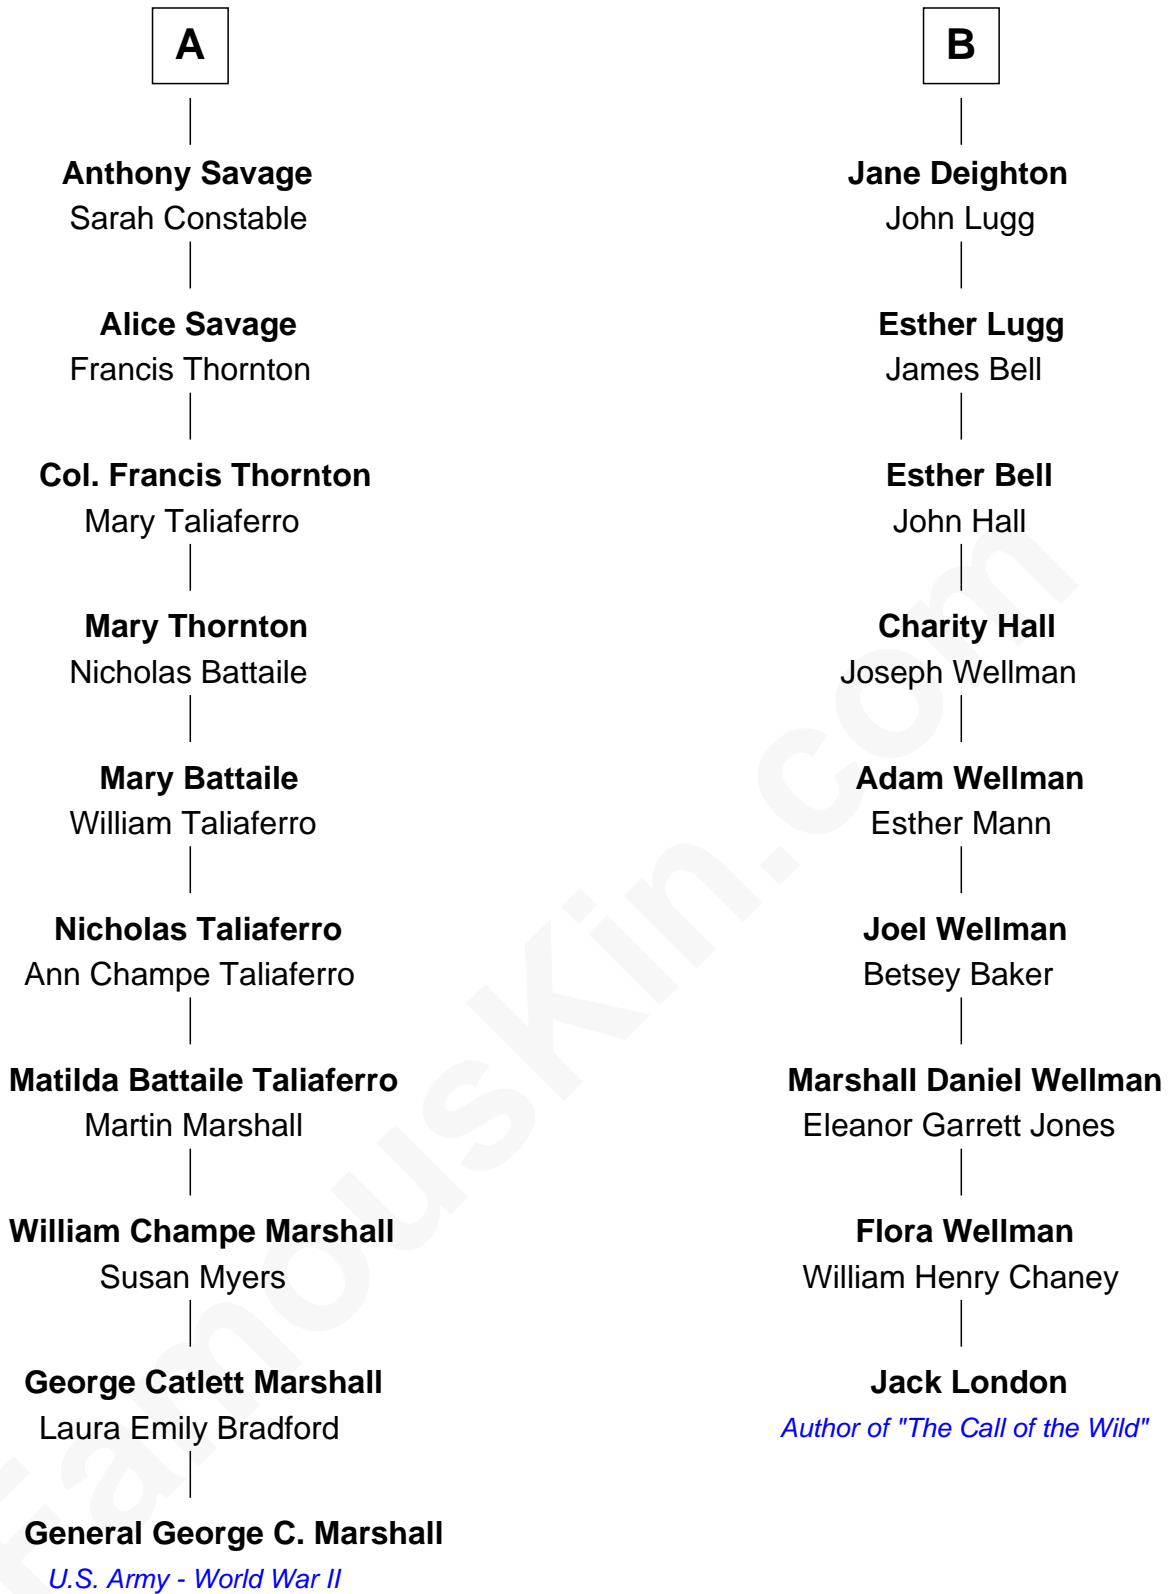 A
Anthony Savage
Sarah Constable
Alice Savage
Francis Thornton
Col. Francis Thornton
Mary Taliaferro
Mary Thornton
Nicholas Battaile
Mary Battaile
William Taliaferro
Nicholas Taliaferro
Ann Champe Taliaferro
Matilda Battaile Taliaferro
Martin Marshall
William Champe Marshall
Susan Myers
George Catlett Marshall
Laura Emily Bradford
General George C. Marshall
U.S. Army - World War II
B
Jane Deighton
John Lugg
Esther Lugg
James Bell
Esther Bell
John Hall
Charity Hall
Joseph Wellman
Adam Wellman
Esther Mann
Joel Wellman
Betsey Baker
Marshall Daniel Wellman
Eleanor Garrett Jones
Flora Wellman
William Henry Chaney
Jack London
Author of "The Call of the Wild"
FamousKin.com